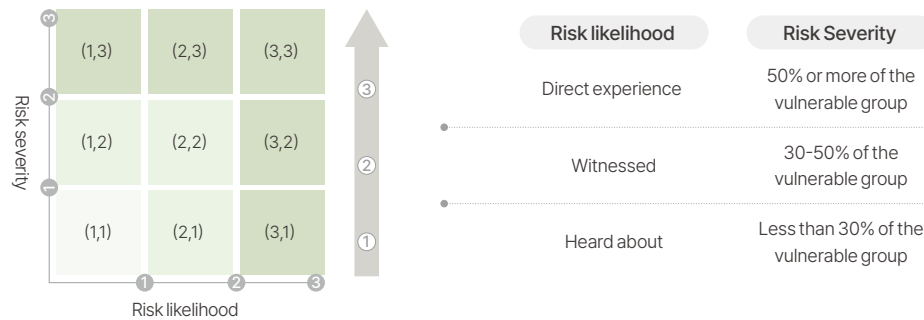 3
(1,3)
(2,3)
(3,3)
3
2
Risk severity
(1,2)
(2,2)
(3,2)
2
1
(1,1)
(2,1)
(3,1)
1
1
2
3
Risk likelihood
Risk likelihood
Risk Severity
Direct experience
50% or more of the
vulnerable group
Witnessed
30-50% of the
vulnerable group
Heard about
Less than 30% of the
vulnerable group